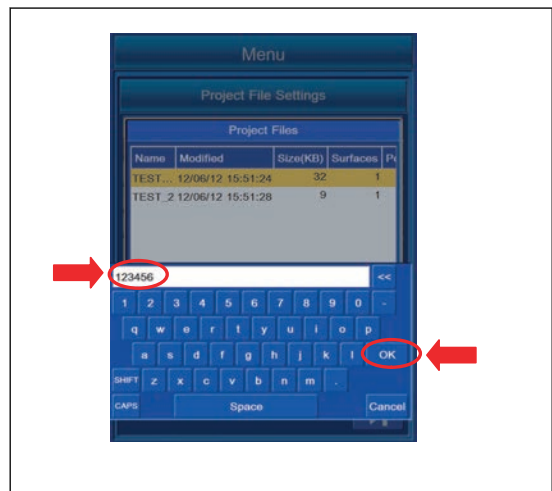 Menu
Project File Settings
Project Files
Name Modified Size(KB) Surfaces
TEST... 12/06/12 15:51:24 32 1
TEST_2 12/06/12 15:51:28 9 1
123456 <<
1 2 3 4 5 6 7 8 9 0 -
q w e r t y u i o p
a s d f g h j k l OK
SHIFT z x c v b n m .
CAPS Space Cancel